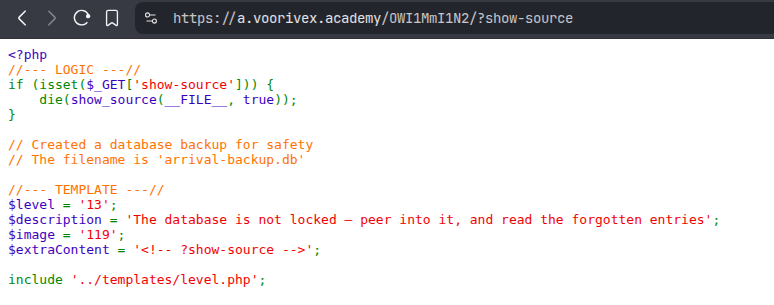 https://a.voorivex.academy/OWI1MmI1N2/?show-source
<?php
//--- LOGIC ---//
if (isset($_GET['show-source'])) {
    die(show_source(__FILE__, true));
}
// Created a database backup for safety
// The filename is 'arrival-backup.db'
//--- TEMPLATE ---//
$level = '13';
$description = 'The database is not locked — peer into it, and read the forgotten entries';
$image = '119';
$extraContent = '<!-- ?show-source -->';
include '../templates/level.php';